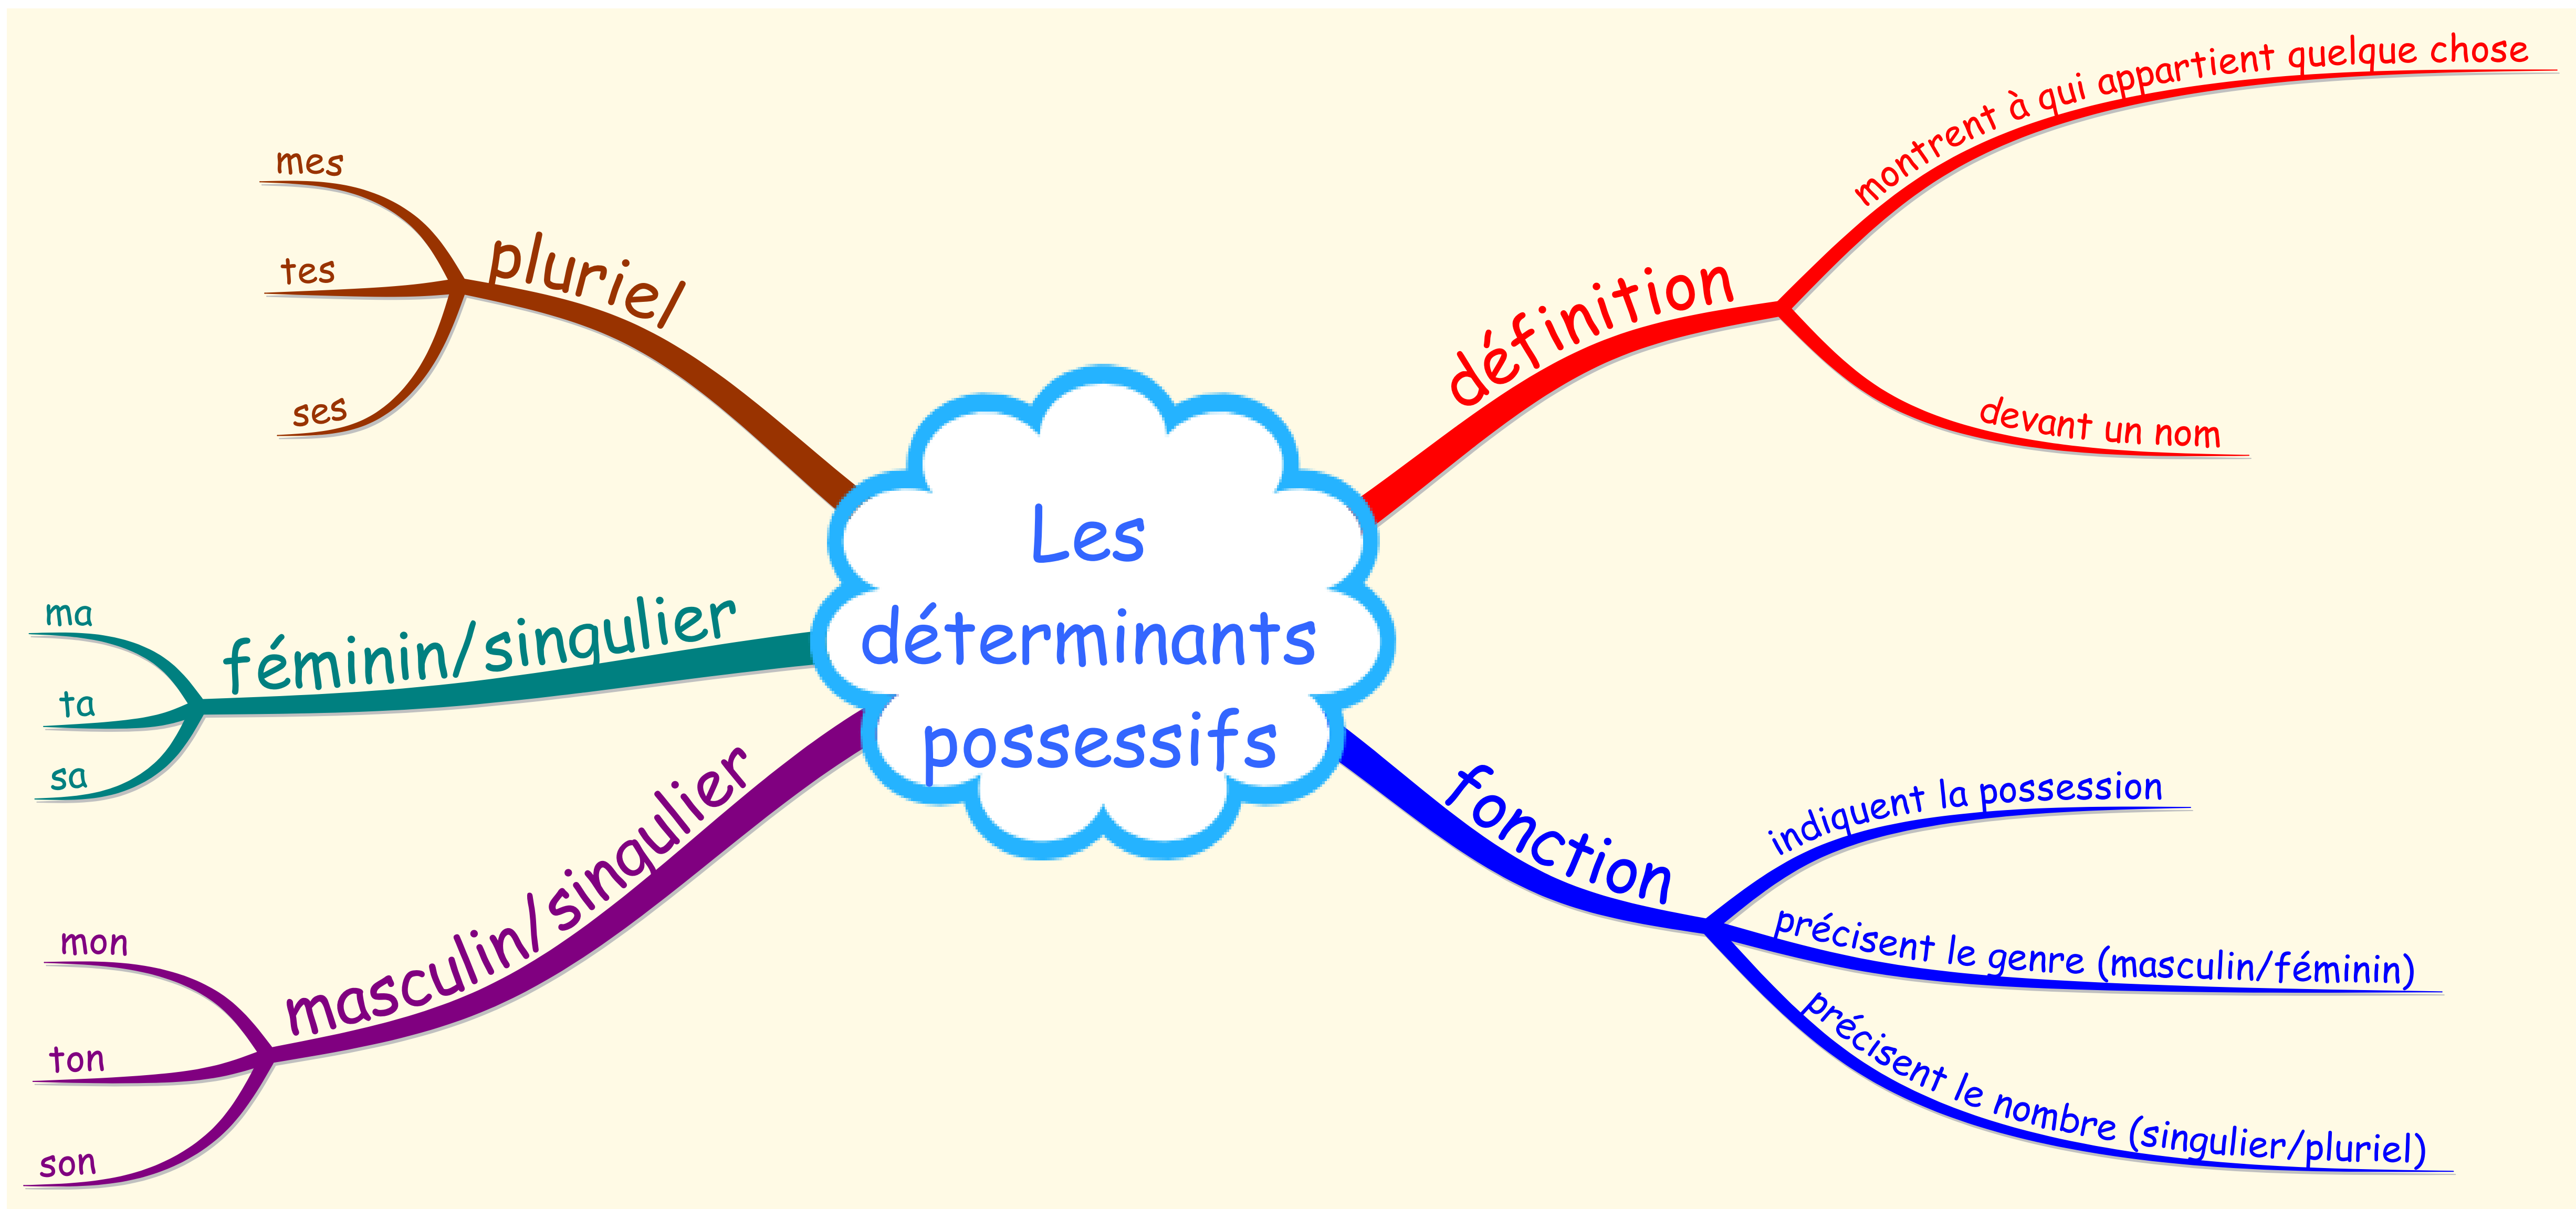 Les
déterminants
possessifs
définition
montrent à qui appartient quelque chose
devant un nom
fonction
indiquent la possession
précisent le genre (masculin/féminin)
précisent le nombre (singulier/pluriel)
pluriel
mes
tes
ses
féminin/singulier
ma
ta
sa
masculin/singulier
mon
ton
son